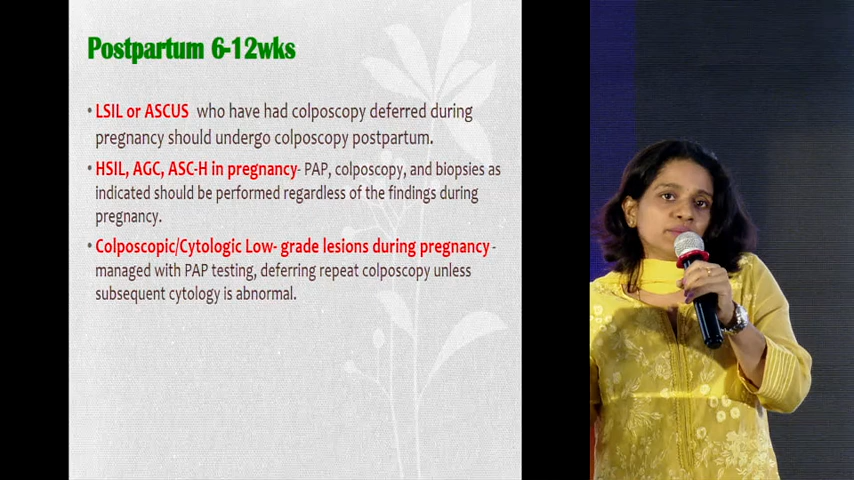 Postpartum 6-12wks
• LSIL or ASCUS who have had colposcopy deferred during
pregnancy should undergo colposcopy postpartum.
• HSIL, AGC, ASC-H in pregnancy- PAP, colposcopy, and biopsies as
indicated should be performed regardless of the findings during
pregnancy.
• Colposcopic/Cytologic Low- grade lesions during pregnancy -
managed with PAP testing, deferring repeat colposcopy unless
subsequent cytology is abnormal.